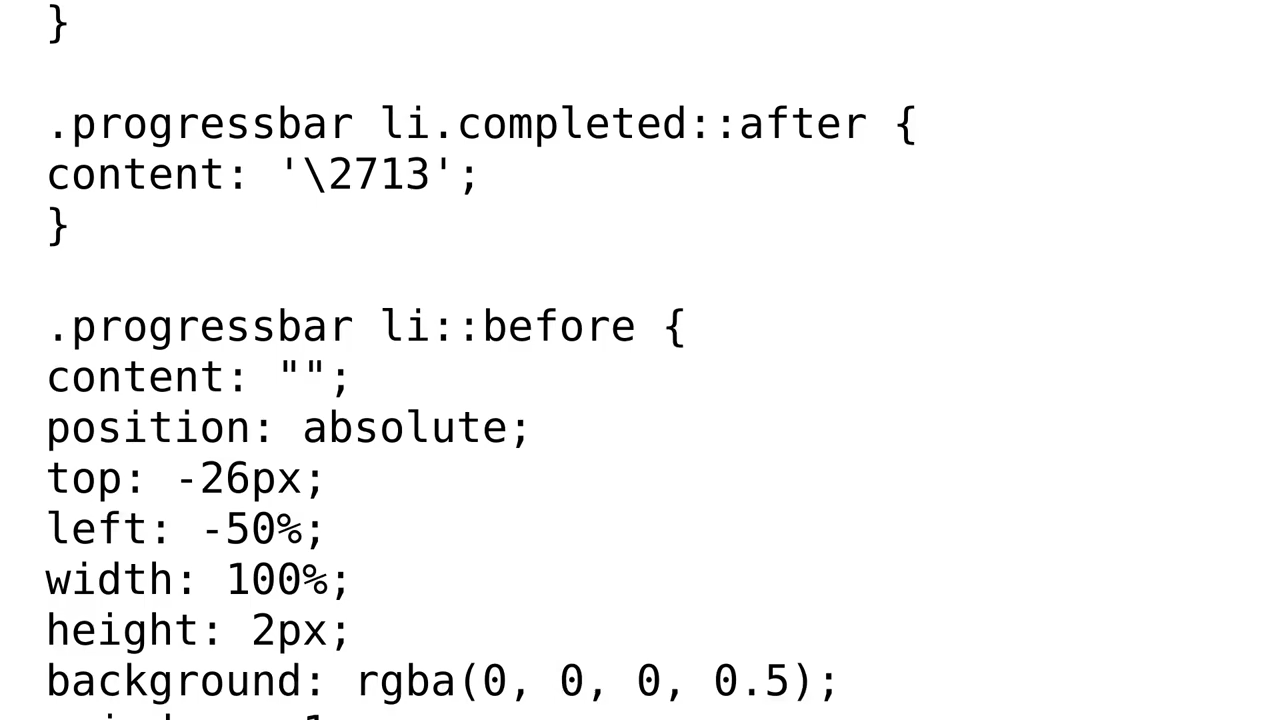 }

.progressbar li.completed::after {
content: '\2713';
}

.progressbar li::before {
content: "";
position: absolute;
top: -26px;
left: -50%;
width: 100%;
height: 2px;
background: rgba(0, 0, 0, 0.5);